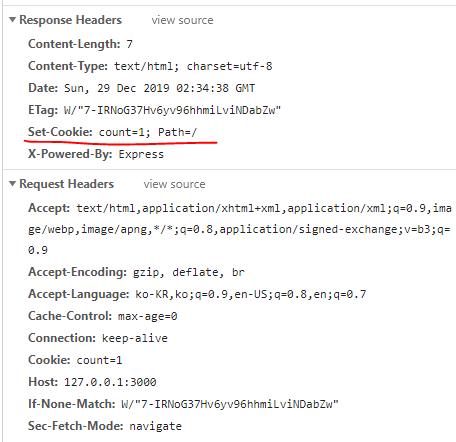 Response Headers view source
Content-Length: 7
Content-Type: text/html; charset=utf-8
Date: Sun, 29 Dec 2019 02:34:38 GMT
ETag: W/"7-IRNoG37Hv6yv96hhmiLviNDabZw"
Set-Cookie: count=1; Path=/
X-Powered-By: Express
Request Headers view source
Accept: text/html,application/xhtml+xml,application/xml;q=0.9,ima
ge/webp,image/apng,*/*;q=0.8,application/signed-exchange;v=b3;q=
0.9
Accept-Encoding: gzip, deflate, br
Accept-Language: ko-KR,ko;q=0.9,en-US;q=0.8,en;q=0.7
Cache-Control: max-age=0
Connection: keep-alive
Cookie: count=1
Host: 127.0.0.1:3000
If-None-Match: W/"7-IRNoG37Hv6yv96hhmiLviNDabZw"
Sec-Fetch-Mode: navigate